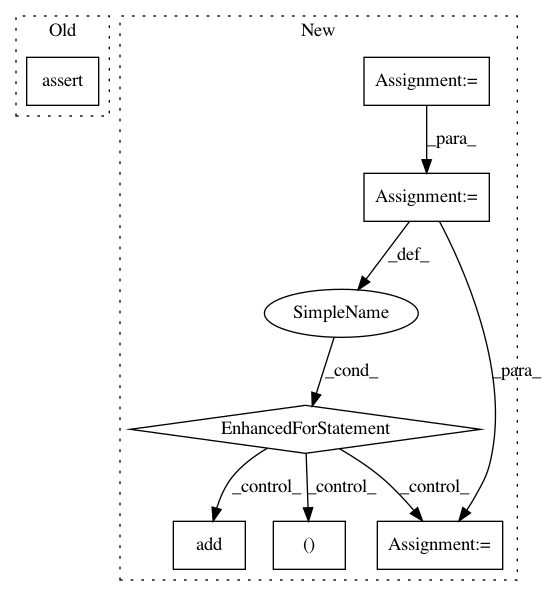 Old
New
assert
Assignment:=
_para_
Assignment:=
_def_
SimpleName
_cond_
_para_
EnhancedForStatement
_control_
_control_
_control_
add
()
Assignment:=